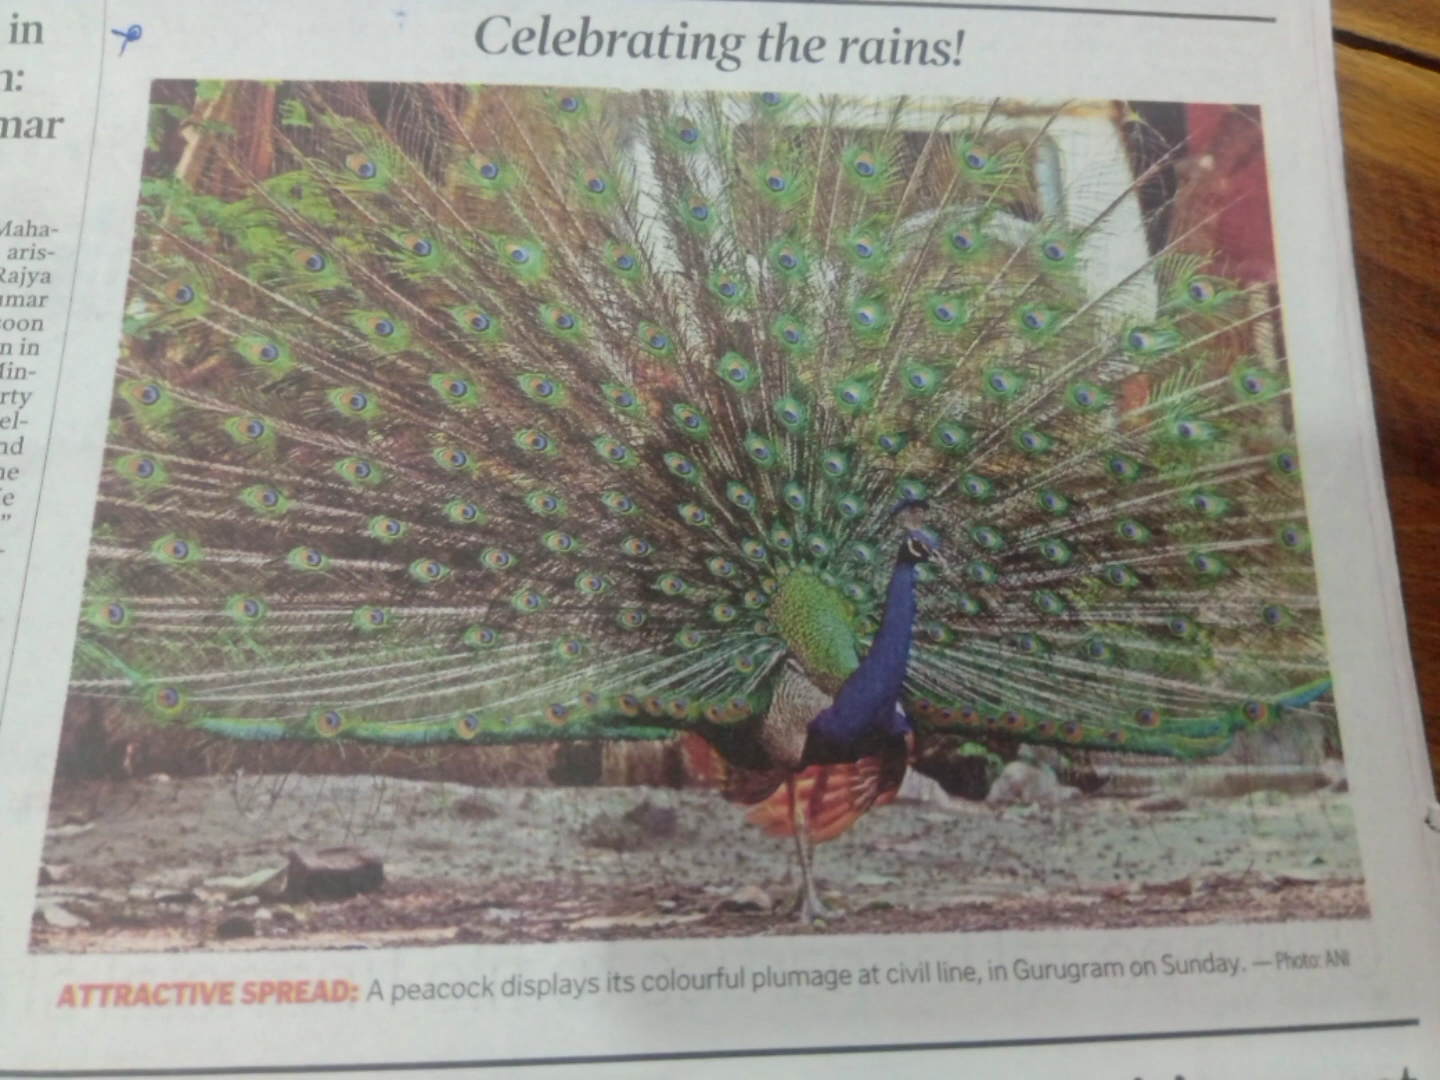 in
n:
mar
Maha-
aris-
Rajya
umar
soon
n in
Min-
rty
el-
nd
ne
ie
”
-
Celebrating the rains!
ATTRACTIVE SPREAD: A peacock displays its colourful plumage at civil line, in Gurugram on Sunday. — Photo: ANI